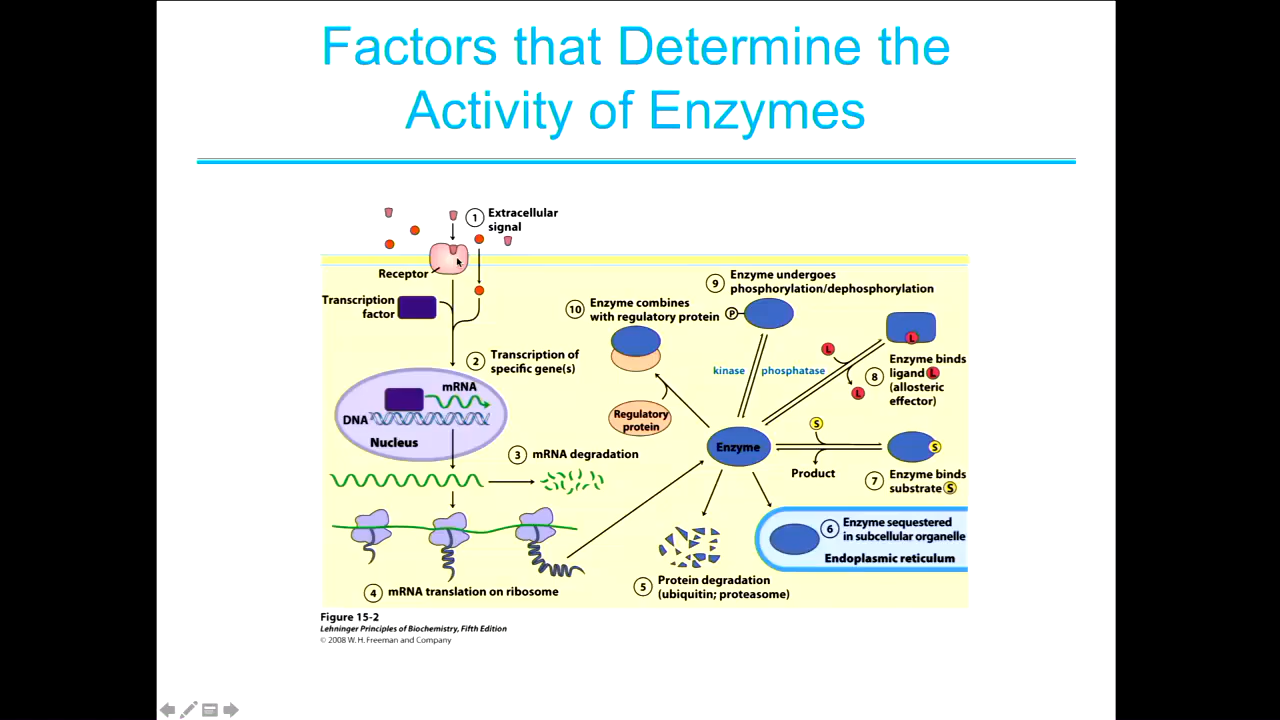 Factors that Determine the
Activity of Enzymes
1 Extracellular
signal
Receptor
Transcription
factor
2 Transcription of
specific gene(s)
mRNA
DNA
Nucleus
3 mRNA degradation
4 mRNA translation on ribosome
10 Enzyme combines
with regulatory protein
Regulatory
protein
9 Enzyme undergoes
phosphorylation/dephosphorylation
P
kinase phosphatase
L
L
L
8 Enzyme binds
ligand L
(allosteric
effector)
Enzyme
S
S
Product
7 Enzyme binds
substrate S
6 Enzyme sequestered
in subcellular organelle
Endoplasmic reticulum
5 Protein degradation
(ubiquitin; proteasome)
Figure 15-2
Lehninger Principles of Biochemistry, Fifth Edition
© 2008 W. H. Freeman and Company